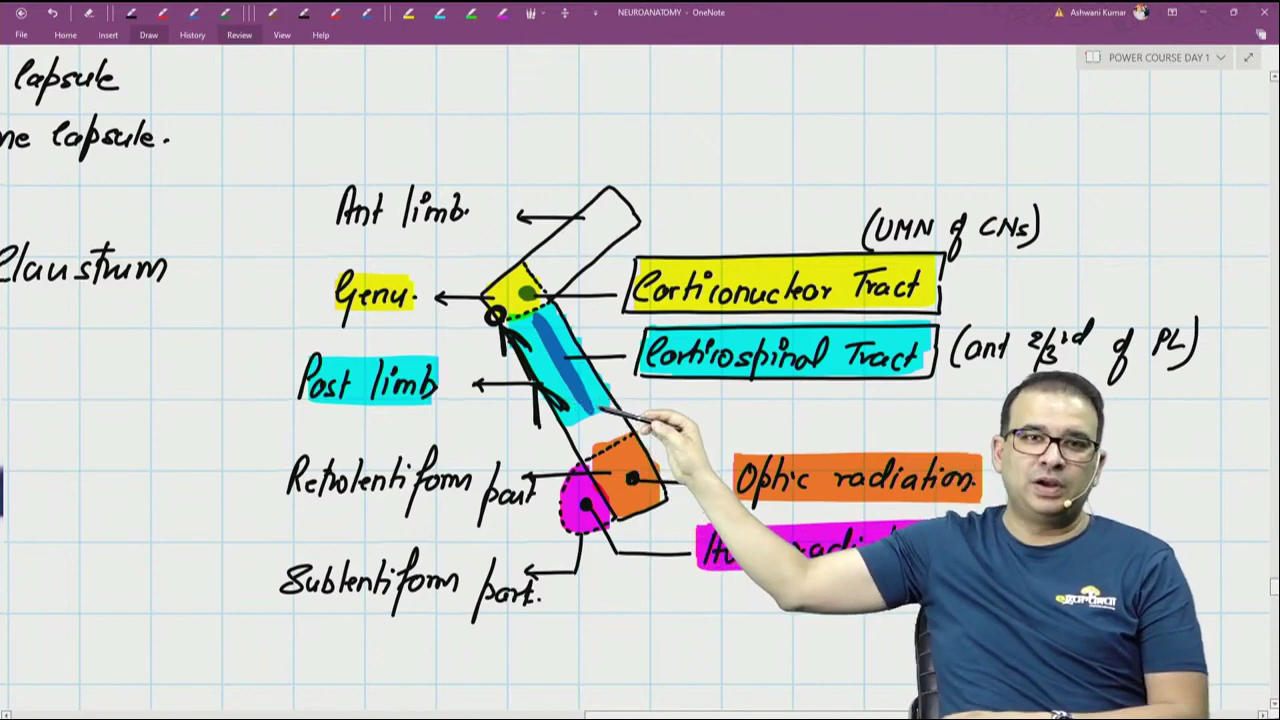 NEUROANATOMY - OneNote
Ashwani Kumar
File Home Insert Draw History Review View Help
POWER COURSE DAY 1
Capsule
me Capsule.
Claustrum
Ant limb.
(UMN of CNs)
Genu.
Corticonuclear Tract
Post limb
Corticospinal Tract (ant 2/3rd of PL)
Retrolentiform part
Optic radiation.
Sublentiform part.